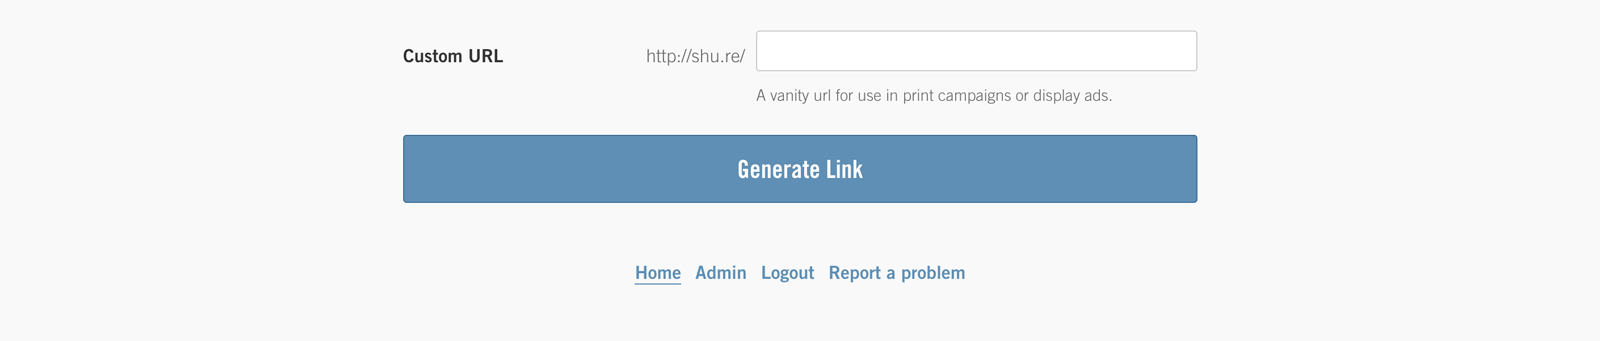 Custom URL http://shu.re/
A vanity url for use in print campaigns or display ads.
Generate Link
Home Admin Logout Report a problem